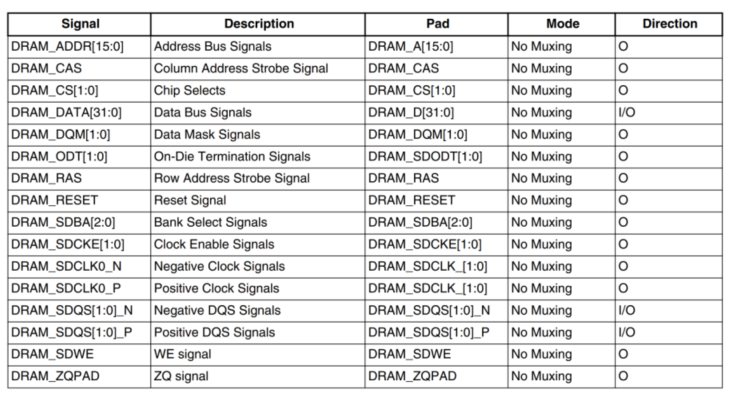 Signal Description Pad Mode Direction
DRAM_ADDR[15:0] Address Bus Signals DRAM_A[15:0] No Muxing O
DRAM_CAS Column Address Strobe Signal DRAM_CAS No Muxing O
DRAM_CS[1:0] Chip Selects DRAM_CS[1:0] No Muxing O
DRAM_DATA[31:0] Data Bus Signals DRAM_D[31:0] No Muxing I/O
DRAM_DQM[1:0] Data Mask Signals DRAM_DQM[1:0] No Muxing O
DRAM_ODT[1:0] On-Die Termination Signals DRAM_SDODT[1:0] No Muxing O
DRAM_RAS Row Address Strobe Signal DRAM_RAS No Muxing O
DRAM_RESET Reset Signal DRAM_RESET No Muxing O
DRAM_SDBA[2:0] Bank Select Signals DRAM_SDBA[2:0] No Muxing O
DRAM_SDCKE[1:0] Clock Enable Signals DRAM_SDCKE[1:0] No Muxing O
DRAM_SDCLK0_N Negative Clock Signals DRAM_SDCLK_[1:0] No Muxing O
DRAM_SDCLK0_P Positive Clock Signals DRAM_SDCLK_[1:0] No Muxing O
DRAM_SDQS[1:0]_N Negative DQS Signals DRAM_SDQS[1:0]_N No Muxing I/O
DRAM_SDQS[1:0]_P Positive DQS Signals DRAM_SDQS[1:0]_P No Muxing I/O
DRAM_SDWE WE signal DRAM_SDWE No Muxing O
DRAM_ZQPAD ZQ signal DRAM_ZQPAD No Muxing O